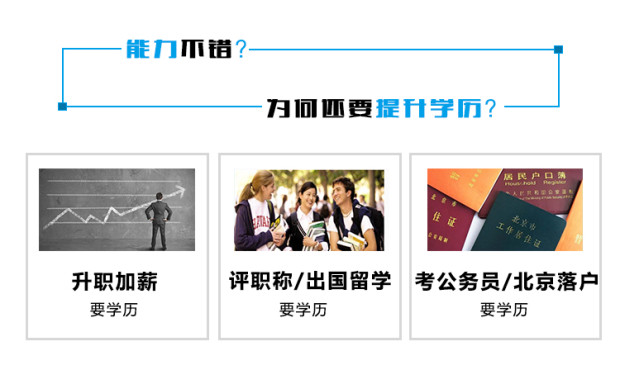 能力不错?
为何还要提升学历?
HARVARD
居民户口簿
Household Register
北京市
工作居住证
住证
升职加薪
要学历
评职称/出国留学
要学历
考公务员/北京落户
要学历